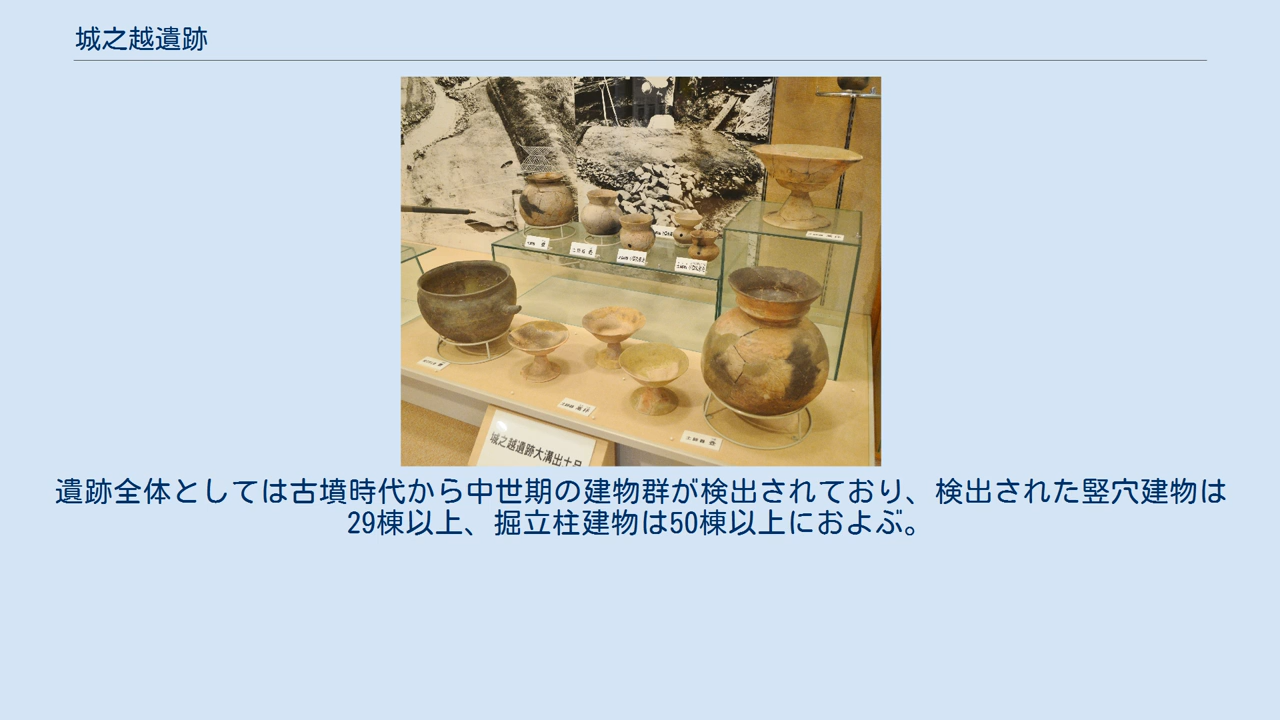 城之越遺跡
城之越遺跡大溝出土品
遺跡全体としては古墳時代から中世期の建物群が検出されており、検出された竪穴建物は
29棟以上、掘立柱建物は50棟以上におよぶ。